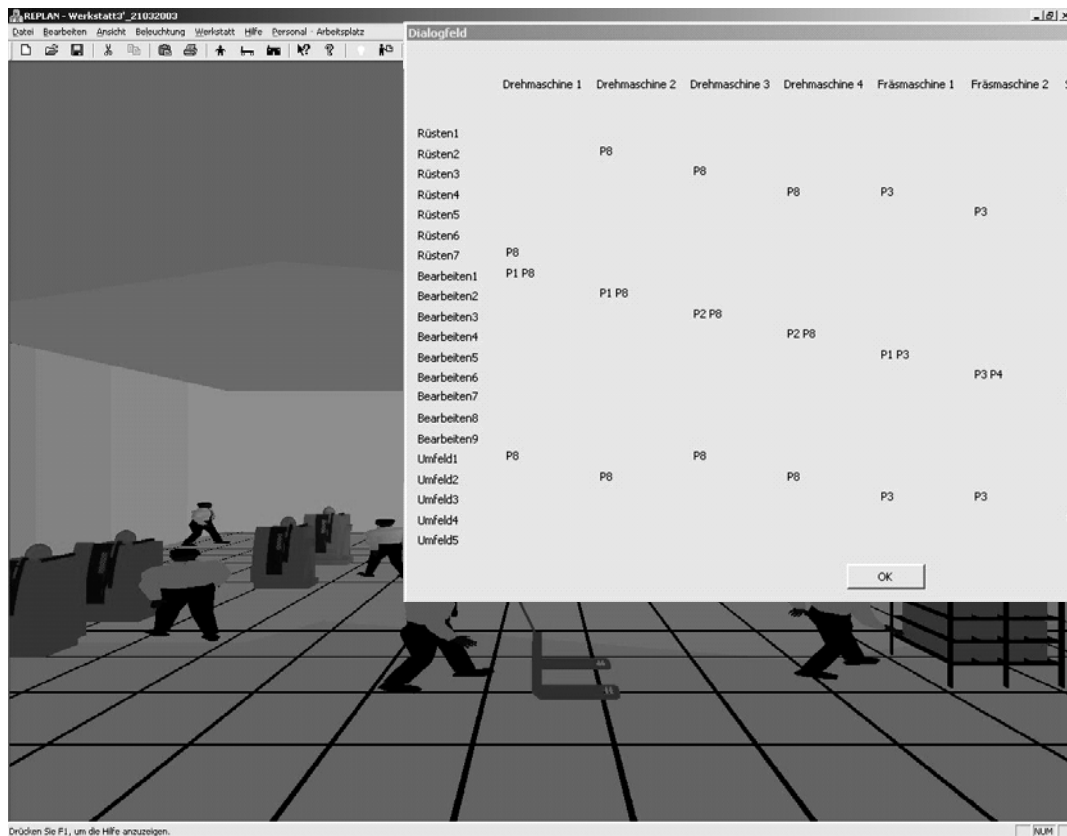 REPLAN - Werkstatt3'_21032003
Datei Bearbeiten Ansicht Beleuchtung Werkstatt Hilfe Personal - Arbeitsplatz
Dialogfeld
Drehmaschine 1 Drehmaschine 2 Drehmaschine 3 Drehmaschine 4 Fräsmaschine 1 Fräsmaschine 2
Rüsten1
Rüsten2 P8
Rüsten3 P8
Rüsten4 P8 P3
Rüsten5 P3
Rüsten6
Rüsten7 P8
Bearbeiten1 P1 P8
Bearbeiten2 P1 P8
Bearbeiten3 P2 P8
Bearbeiten4 P2 P8
Bearbeiten5 P1 P3
Bearbeiten6 P3 P4
Bearbeiten7
Bearbeiten8
Bearbeiten9
Umfeld1 P8 P8
Umfeld2 P8 P8
Umfeld3 P3 P3
Umfeld4
Umfeld5
OK
Drücken Sie F1, um die Hilfe anzuzeigen. NUM